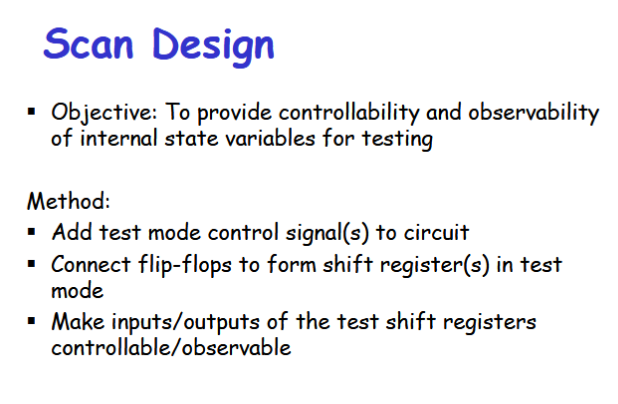 Scan Design
▪ Objective: To provide controllability and observability
of internal state variables for testing
Method:
▪ Add test mode control signal(s) to circuit
▪ Connect flip-flops to form shift register(s) in test
mode
▪ Make inputs/outputs of the test shift registers
controllable/observable